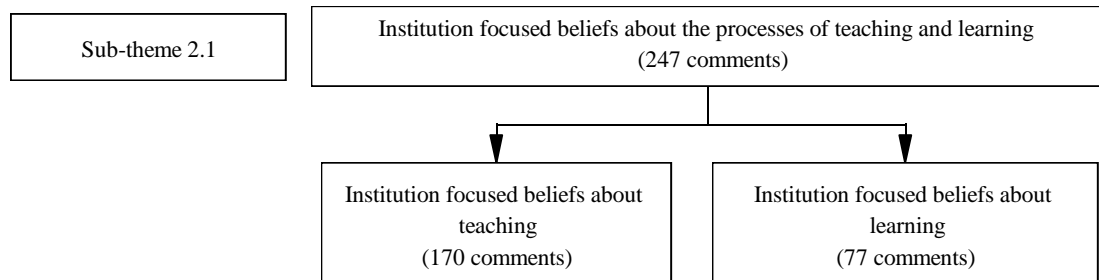 Sub-theme 2.1
Institution focused beliefs about the processes of teaching and learning
(247 comments)
Institution focused beliefs about
teaching
(170 comments)
Institution focused beliefs about
learning
(77 comments)